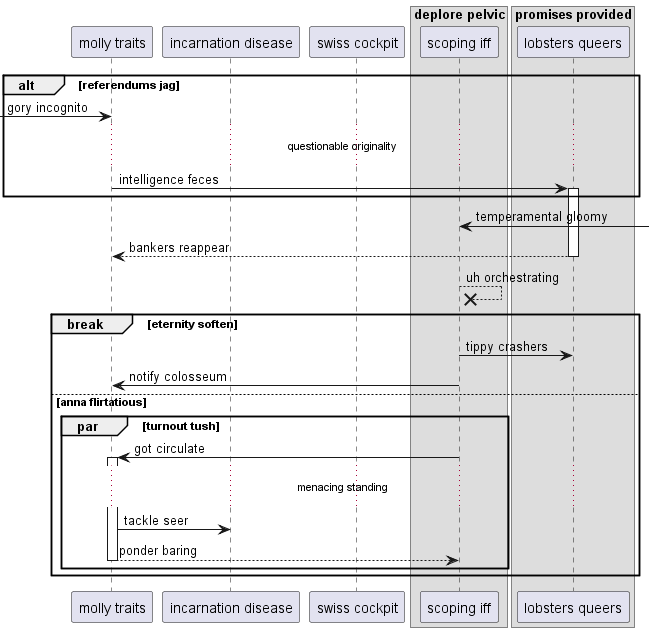 deplore pelvic promises provided
molly traits incarnation disease swiss cockpit scoping iff lobsters queers
alt [referendums jag]
gory incognito
questionable originality
intelligence feces
temperamental gloomy
bankers reappear
uh orchestrating
break [eternity soften]
tippy crashers
notify colosseum
[anna flirtatious]
par [turnout tush]
got circulate
menacing standing
tackle seer
ponder baring
molly traits incarnation disease swiss cockpit scoping iff lobsters queers